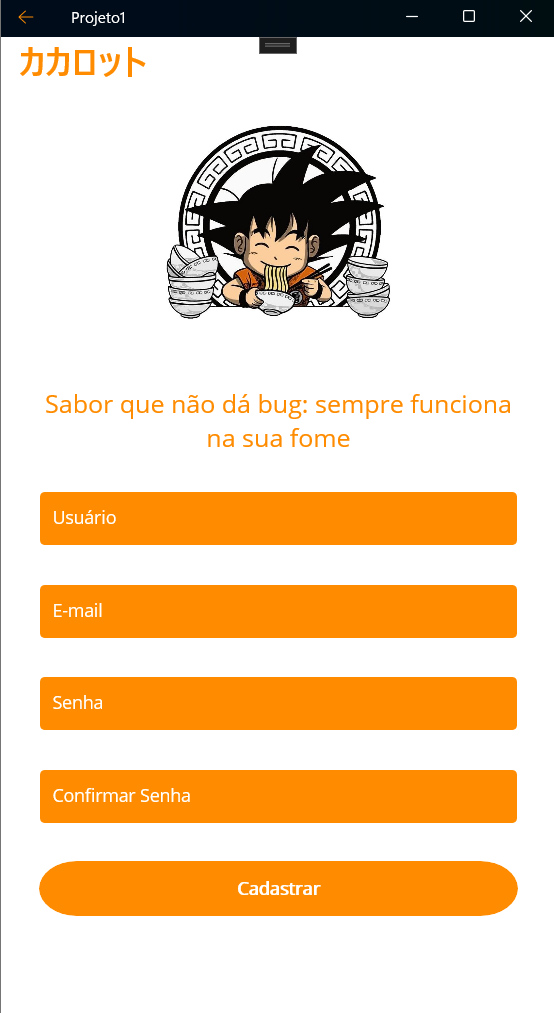 Projeto1
カカロット
Sabor que não dá bug: sempre funciona
na sua fome
Usuário
E-mail
Senha
Confirmar Senha
Cadastrar